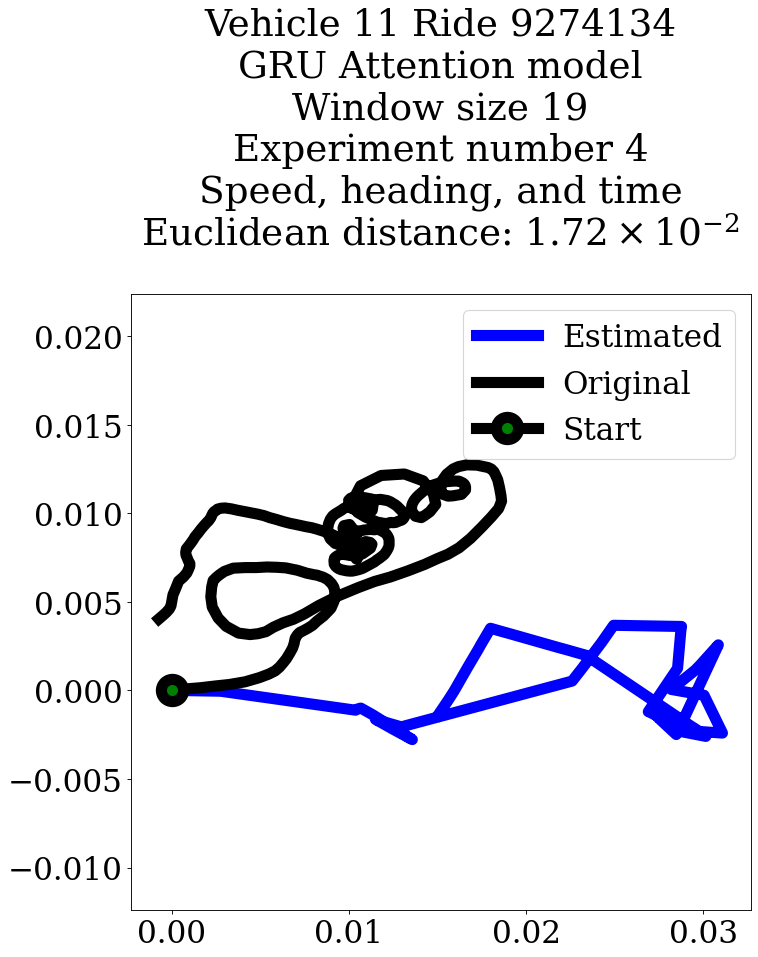 Vehicle 11 Ride 9274134
GRU Attention model
Window size 19
Experiment number 4
Speed, heading, and time
Euclidean distance: 1.72 × 10⁻²
Estimated
Original
Start
0.020
0.015
0.010
0.005
0.000
−0.005
−0.010
0.00 0.01 0.02 0.03